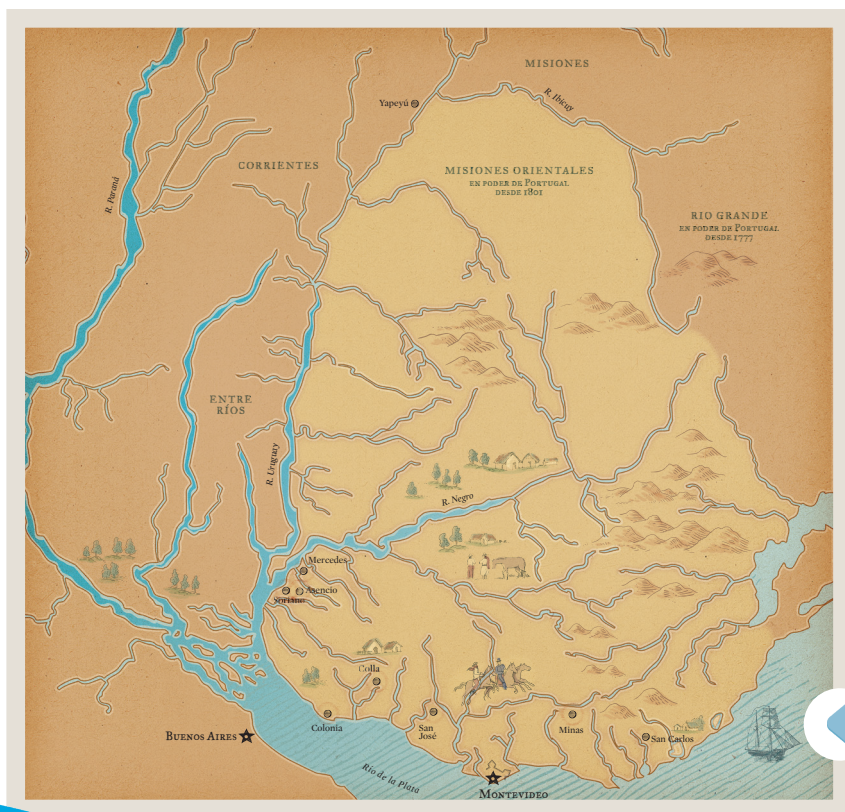 MISIONES
R. Ibicuy
Yapeyú
CORRIENTES
MISIONES ORIENTALES
EN PODER DE PORTUGAL
DESDE 1801
R. Paraná
RIO GRANDE
EN PODER DE PORTUGAL
DESDE 1777
ENTRE
RÍOS
R. Uruguay
R. Negro
Mercedes
Asencio
Soriano
Colla
Colonia
San
José
Minas
San Carlos
BUENOS AIRES
Río de la Plata
MONTEVIDEO